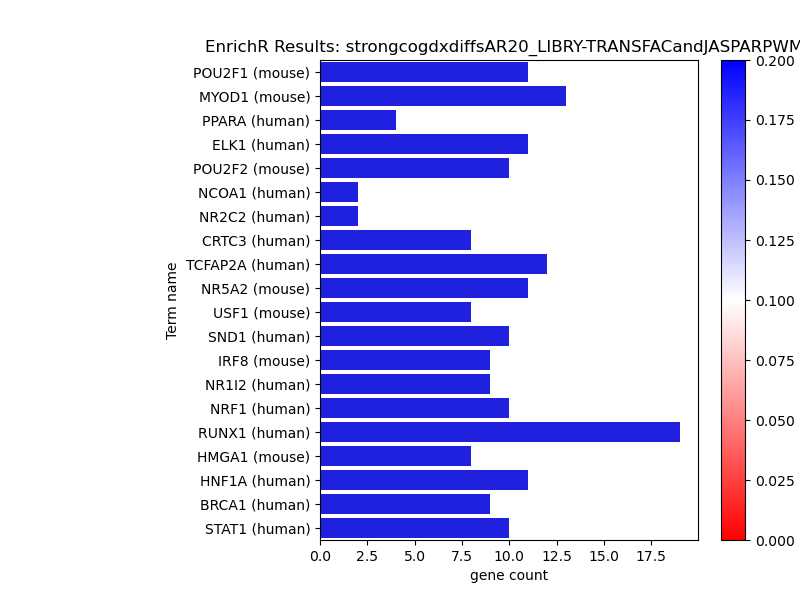 EnrichR Results: strongcogdxdiffsAR20_LIBRY-TRANSFACandJASPARPWM
POU2F1 (mouse)
MYOD1 (mouse)
PPARA (human)
ELK1 (human)
POU2F2 (mouse)
NCOA1 (human)
NR2C2 (human)
CRTC3 (human)
TCFAP2A (human)
NR5A2 (mouse)
USF1 (mouse)
SND1 (human)
IRF8 (mouse)
NR1I2 (human)
NRF1 (human)
RUNX1 (human)
HMGA1 (mouse)
HNF1A (human)
BRCA1 (human)
STAT1 (human)
Term name
0.0 2.5 5.0 7.5 10.0 12.5 15.0 17.5
gene count
0.200
0.175
0.150
0.125
0.100
0.075
0.050
0.025
0.000